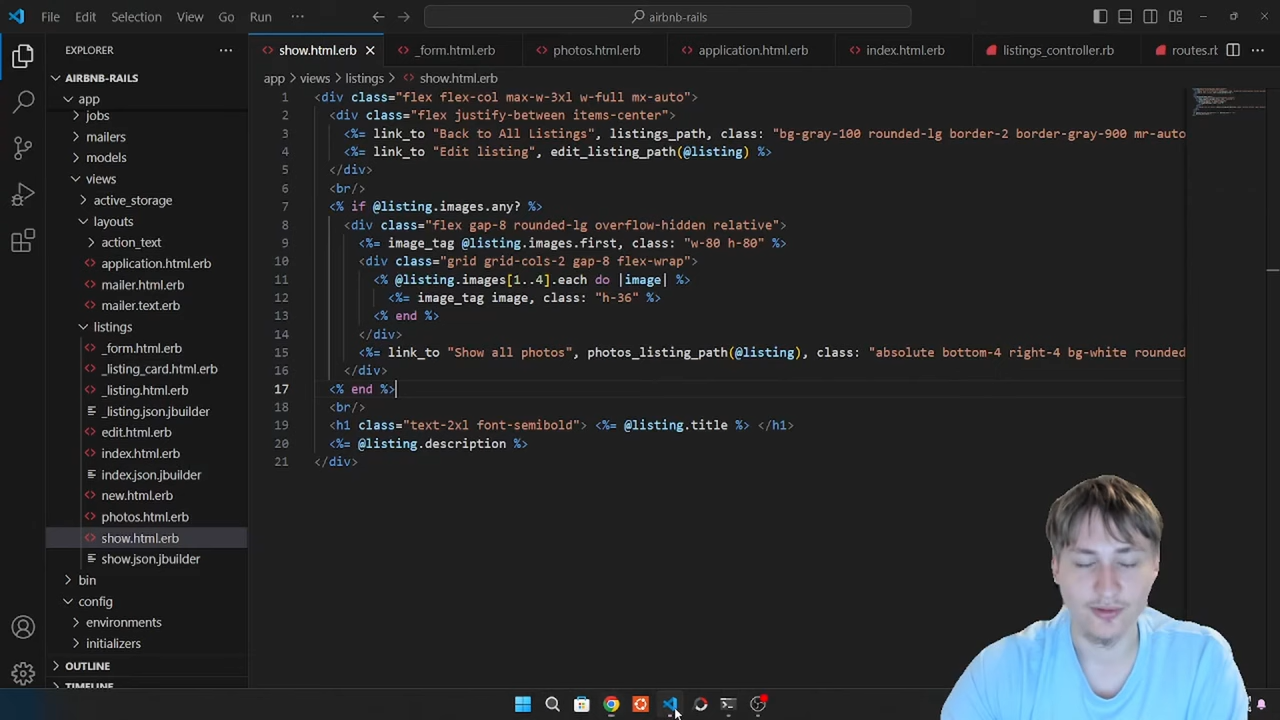 File Edit Selection View Go Run ··· airbnb-rails
EXPLORER ··· show.html.erb _form.html.erb photos.html.erb application.html.erb index.html.erb listings_controller.rb routes.rb
AIRBNB-RAILS
app
jobs
mailers
models
views
active_storage
layouts
action_text
application.html.erb
mailer.html.erb
mailer.text.erb
listings
_form.html.erb
_listing_card.html.erb
_listing.html.erb
_listing.json.jbuilder
edit.html.erb
index.html.erb
index.json.jbuilder
new.html.erb
photos.html.erb
show.html.erb
show.json.jbuilder
bin
config
environments
initializers
OUTLINE
TIMELINE
app > views > listings > show.html.erb
1 <div class="flex flex-col max-w-3xl w-full mx-auto">
2 <div class="flex justify-between items-center">
3 <%= link_to "Back to All Listings", listings_path, class: "bg-gray-100 rounded-lg border-2 border-gray-900 mr-auto
4 <%= link_to "Edit listing", edit_listing_path(@listing) %>
5 </div>
6 <br/>
7 <% if @listing.images.any? %>
8 <div class="flex gap-8 rounded-lg overflow-hidden relative">
9 <%= image_tag @listing.images.first, class: "w-80 h-80" %>
10 <div class="grid grid-cols-2 gap-8 flex-wrap">
11 <% @listing.images[1..4].each do |image| %>
12 <%= image_tag image, class: "h-36" %>
13 <% end %>
14 </div>
15 <%= link_to "Show all photos", photos_listing_path(@listing), class: "absolute bottom-4 right-4 bg-white rounded
16 </div>
17 <% end %>
18 <br/>
19 <h1 class="text-2xl font-semibold"> <%= @listing.title %> </h1>
20 <%= @listing.description %>
21 </div>